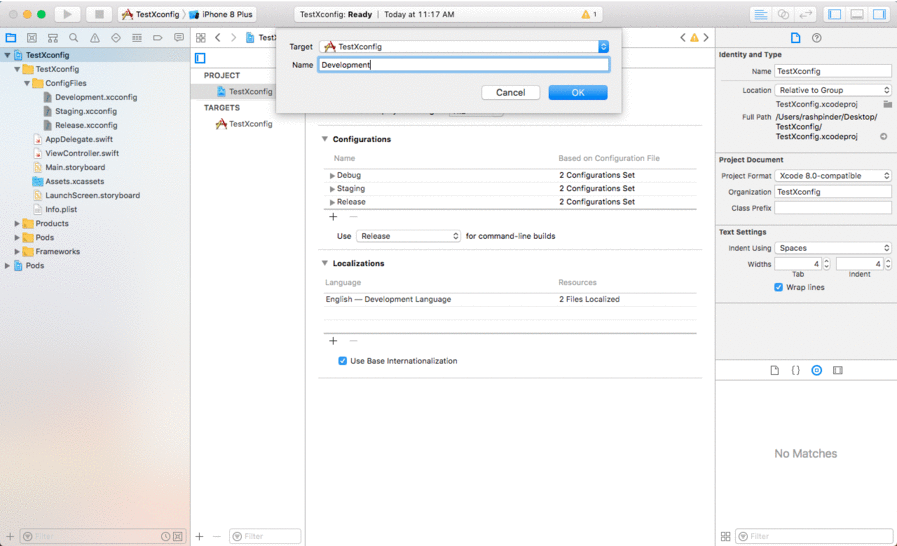 TestXconfig
iPhone 8 Plus
TestXconfig: Ready
Today at 11:17 AM
1
TestXconfig
TestXconfig
ConfigFiles
Development.xcconfig
Staging.xcconfig
Release.xcconfig
AppDelegate.swift
ViewController.swift
Main.storyboard
Assets.xcassets
LaunchScreen.storyboard
Info.plist
Products
Pods
Frameworks
Pods
Filter
PROJECT
TestXconfig
TARGETS
TestXconfig
Filter
Target TestXconfig
Name Development
Cancel OK
Configurations
Name Based on Configuration File
Debug 2 Configurations Set
Staging 2 Configurations Set
Release 2 Configurations Set
Use Release for command-line builds
Localizations
Language Resources
English — Development Language 2 Files Localized
Use Base Internationalization
Identity and Type
Name TestXconfig
Location Relative to Group
TestXconfig.xcodeproj
Full Path /Users/rashpinder/Desktop/
TestXconfig/
TestXconfig.xcodeproj
Project Document
Project Format Xcode 8.0-compatible
Organization TestXconfig
Class Prefix
Text Settings
Indent Using Spaces
Widths 4 4
Tab Indent
Wrap lines
No Matches
Filter